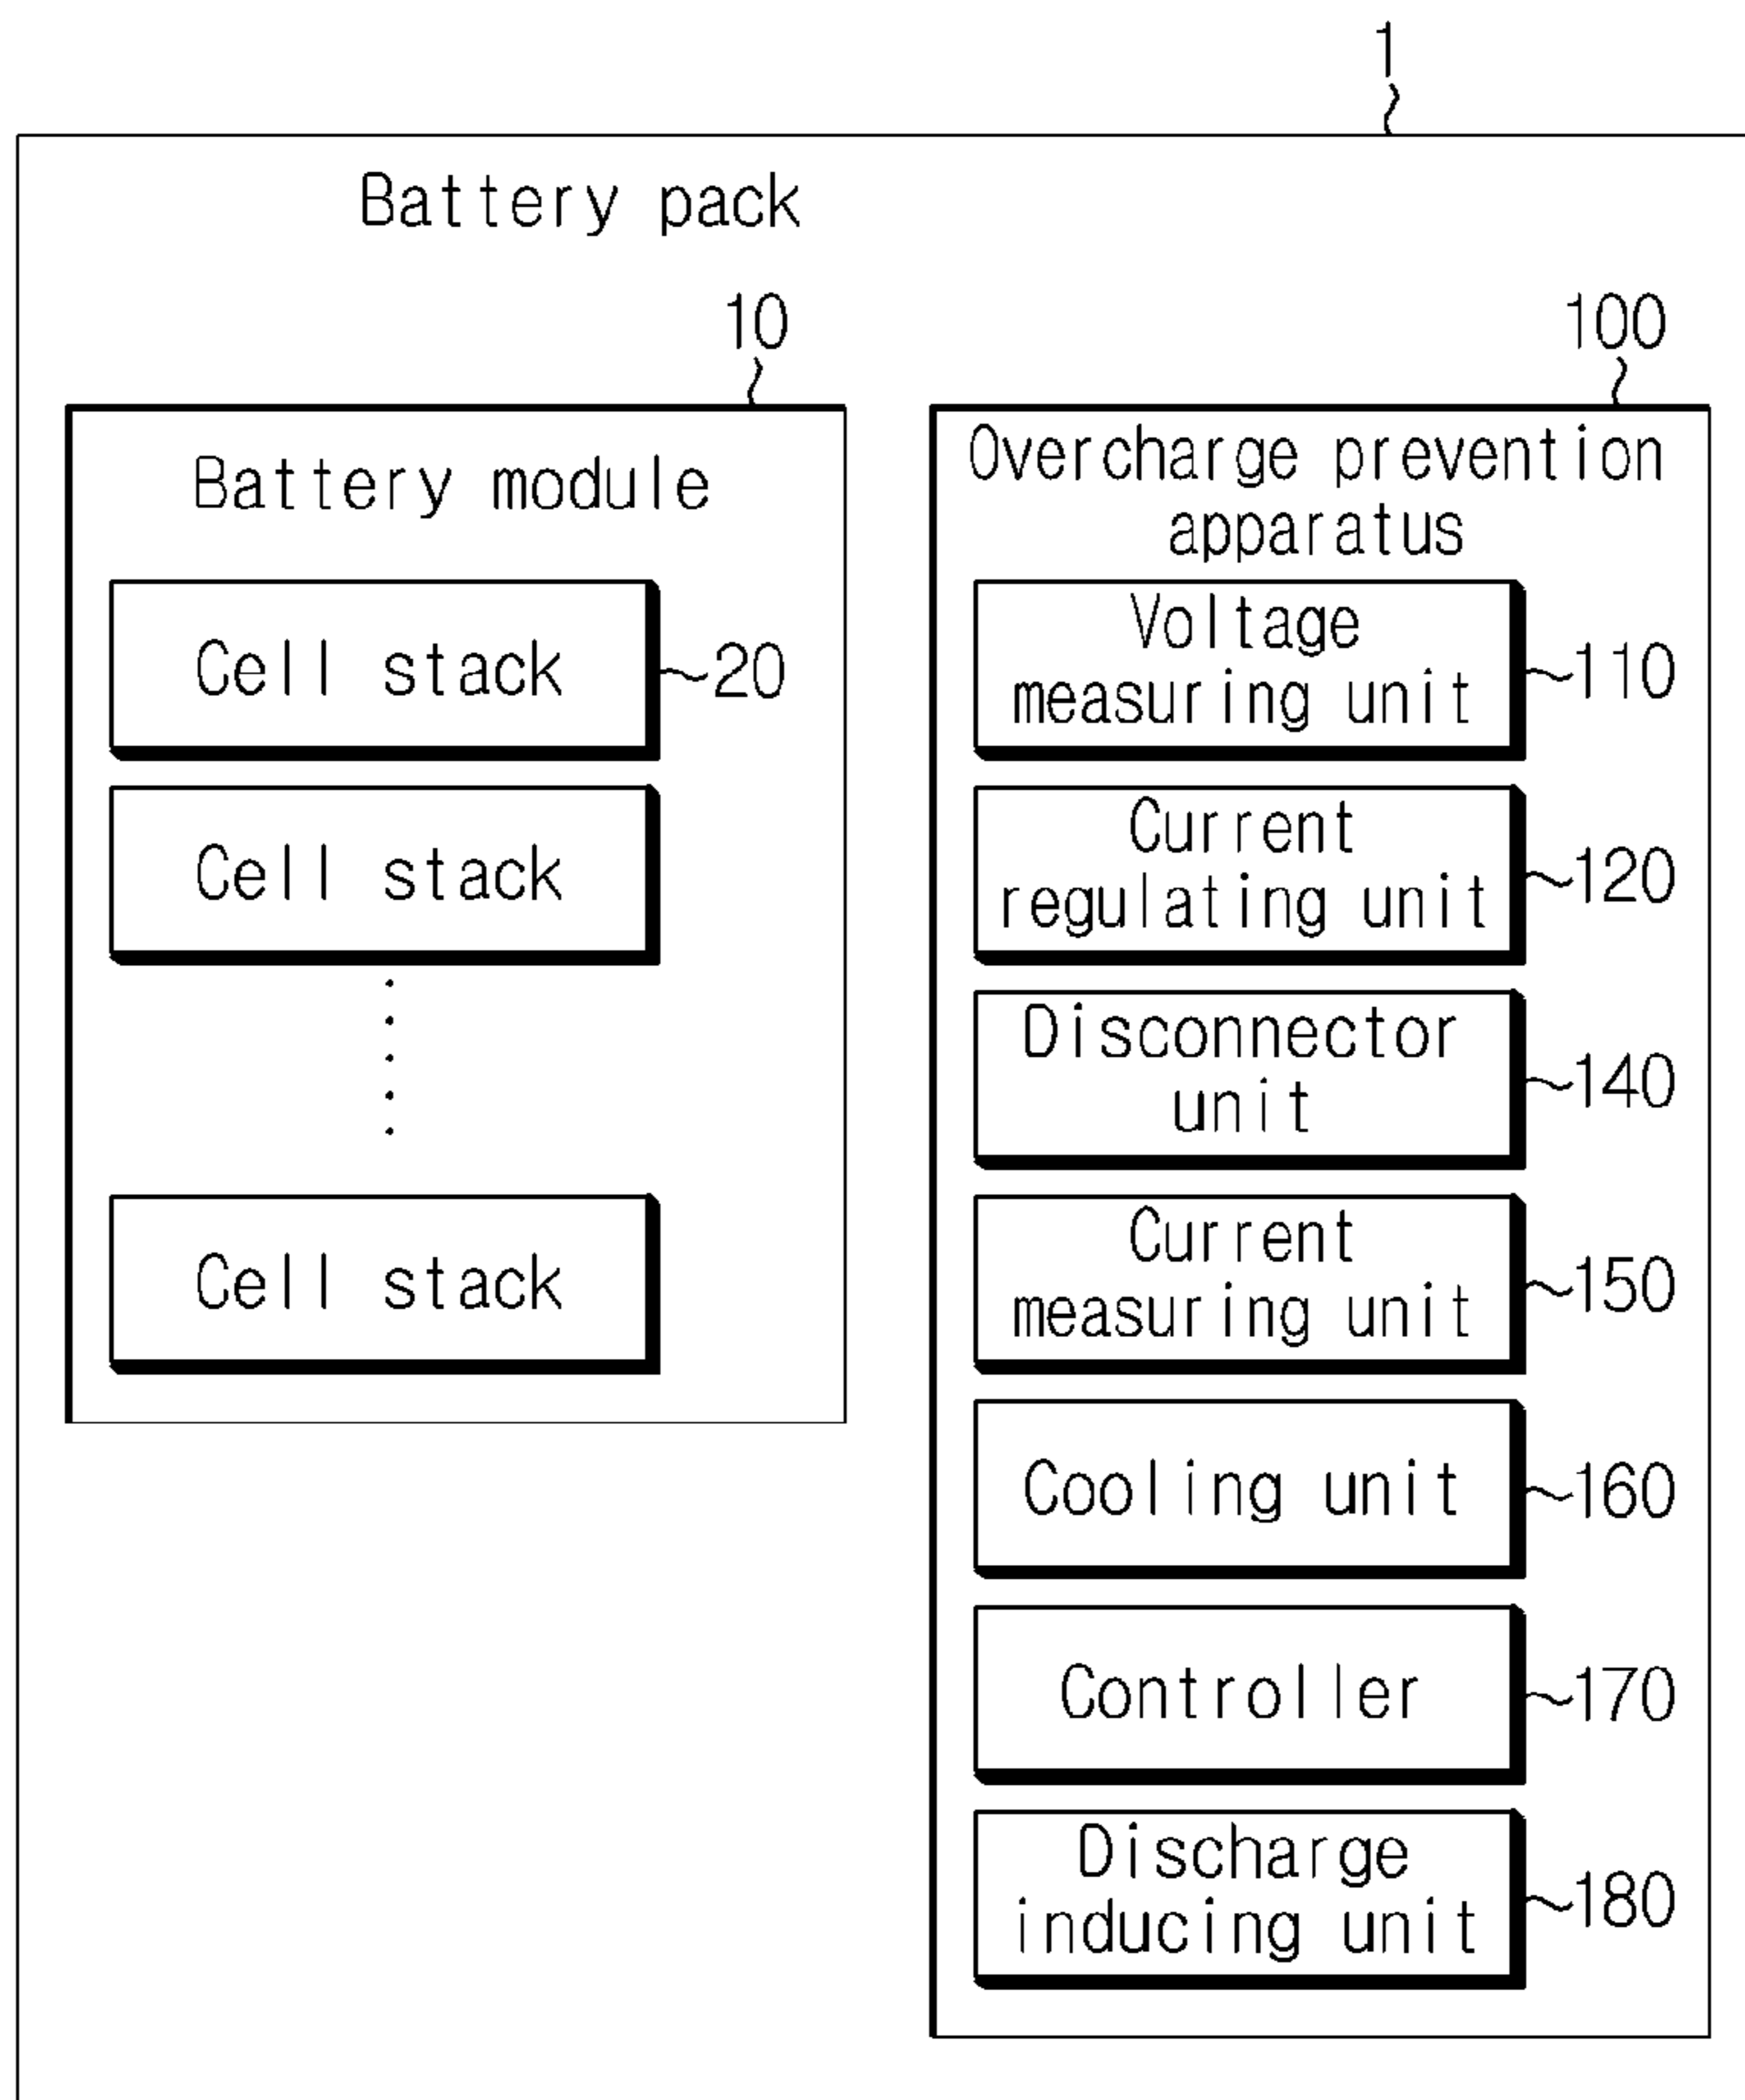 1
Battery pack
10
Battery module
Cell stack
20
Cell stack
Cell stack
100
Overcharge prevention
apparatus
Voltage
measuring unit
110
Current
regulating unit
120
Disconnector
unit
140
Current
measuring unit
150
Cooling unit
160
Controller
170
Discharge
inducing unit
180